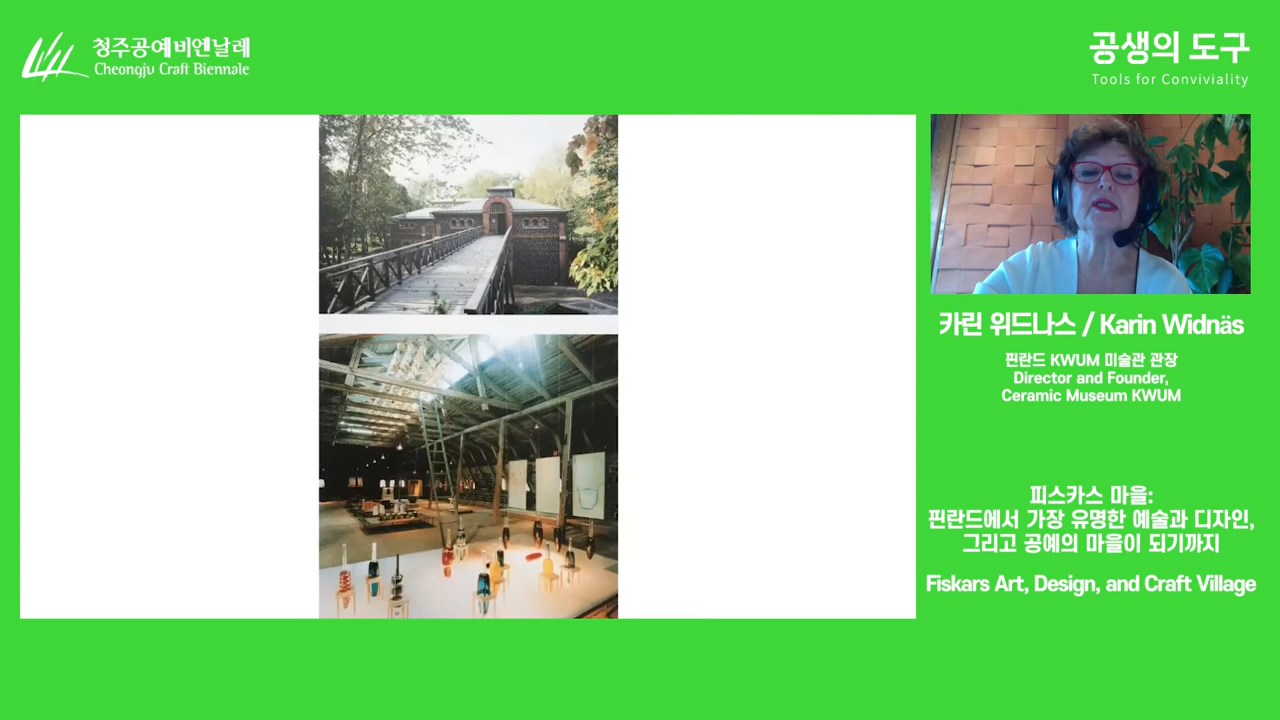 청주공예비엔날레
Cheongju Craft Biennale
공생의 도구
Tools for Conviviality
카린 위드나스 / Karin Widnäs
핀란드 KWUM 미술관 관장
Director and Founder,
Ceramic Museum KWUM
피스카스 마을:
핀란드에서 가장 유명한 예술과 디자인,
그리고 공예의 마을이 되기까지
Fiskars Art, Design, and Craft Village